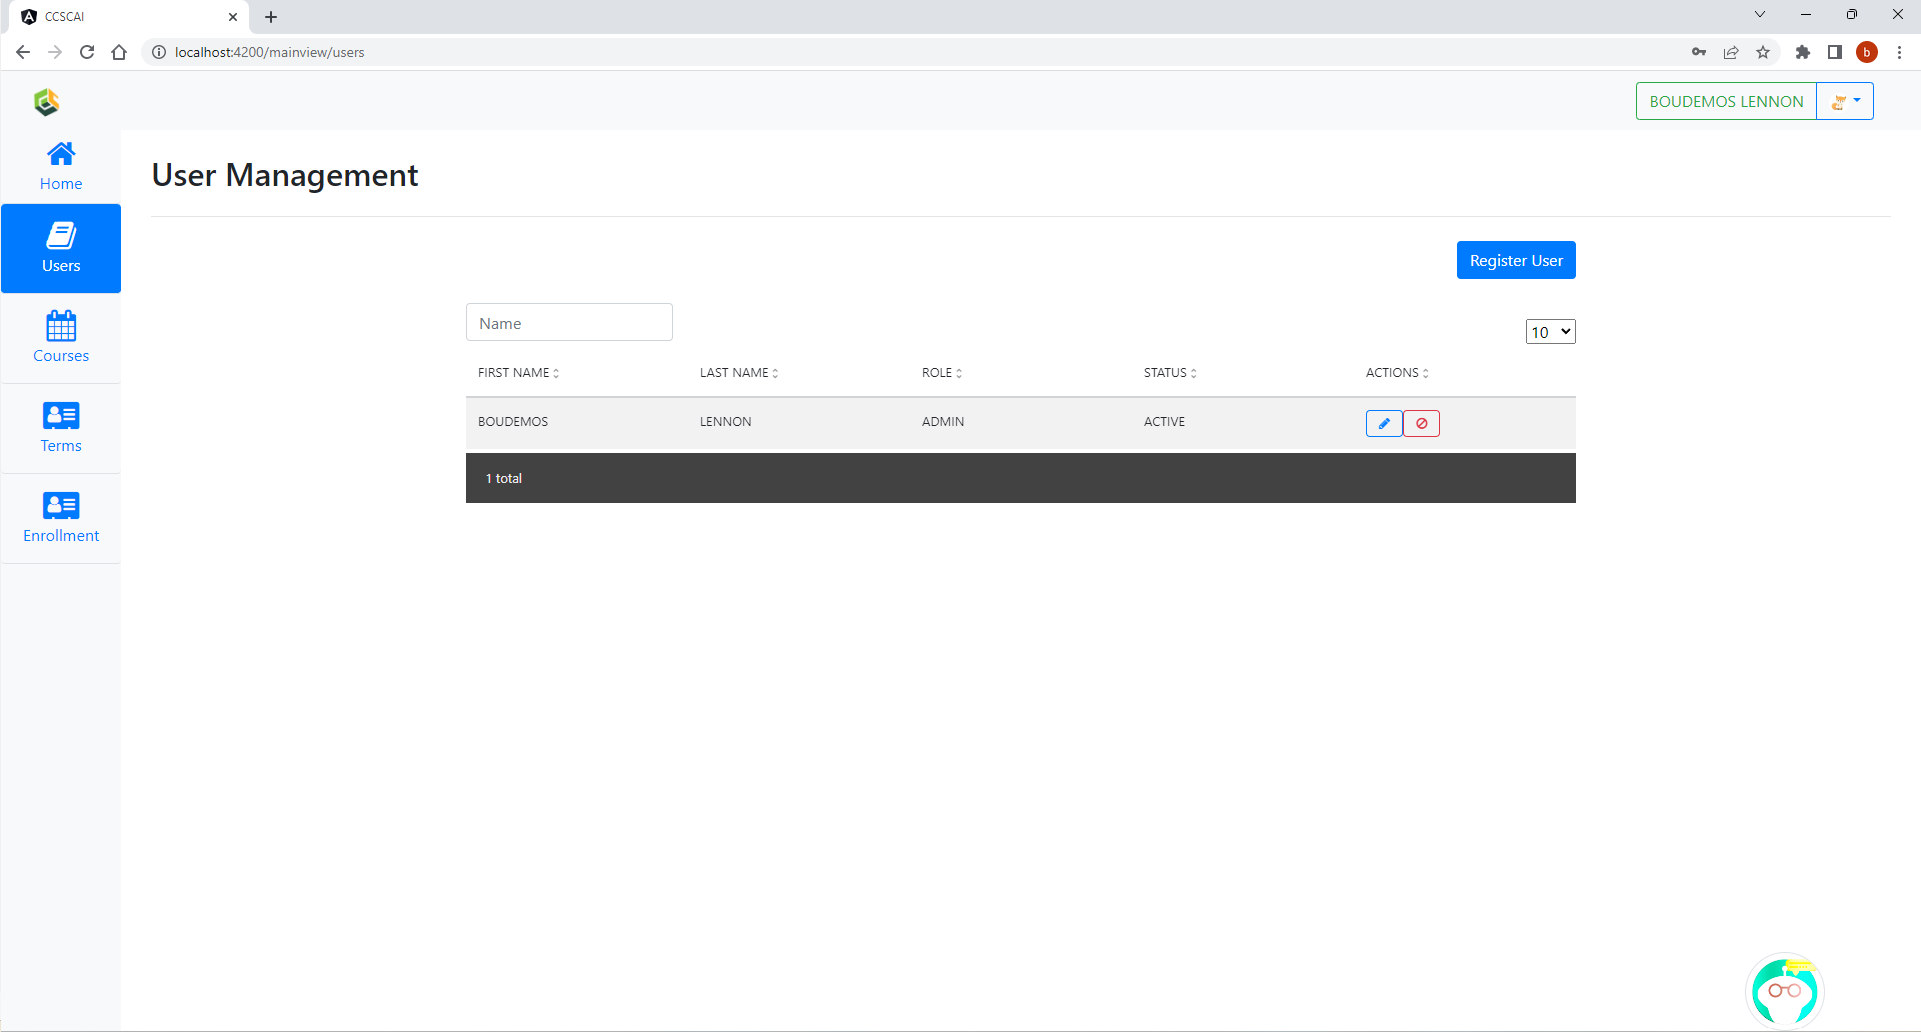 CCSCAI
localhost:4200/mainview/users
b
BOUDEMOS LENNON
Home
User Management
Users
Register User
Name
10
Courses
FIRST NAME LAST NAME ROLE STATUS ACTIONS
BOUDEMOS LENNON ADMIN ACTIVE
Terms
1 total
Enrollment